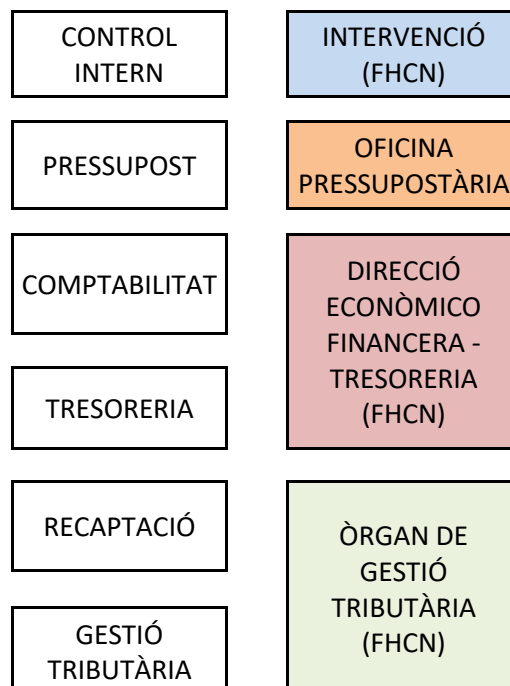 CONTROL
INTERN
INTERVENCIÓ
(FHCN)
PRESSUPOST
OFICINA
PRESSUPOSTÀRIA
COMPTABILITAT
TRESORERIA
DIRECCIÓ
ECONÒMICO
FINANCERA -
TRESORERIA
(FHCN)
RECAPTACIÓ
GESTIÓ
TRIBUTÀRIA
ÒRGAN DE
GESTIÓ
TRIBUTÀRIA
(FHCN)